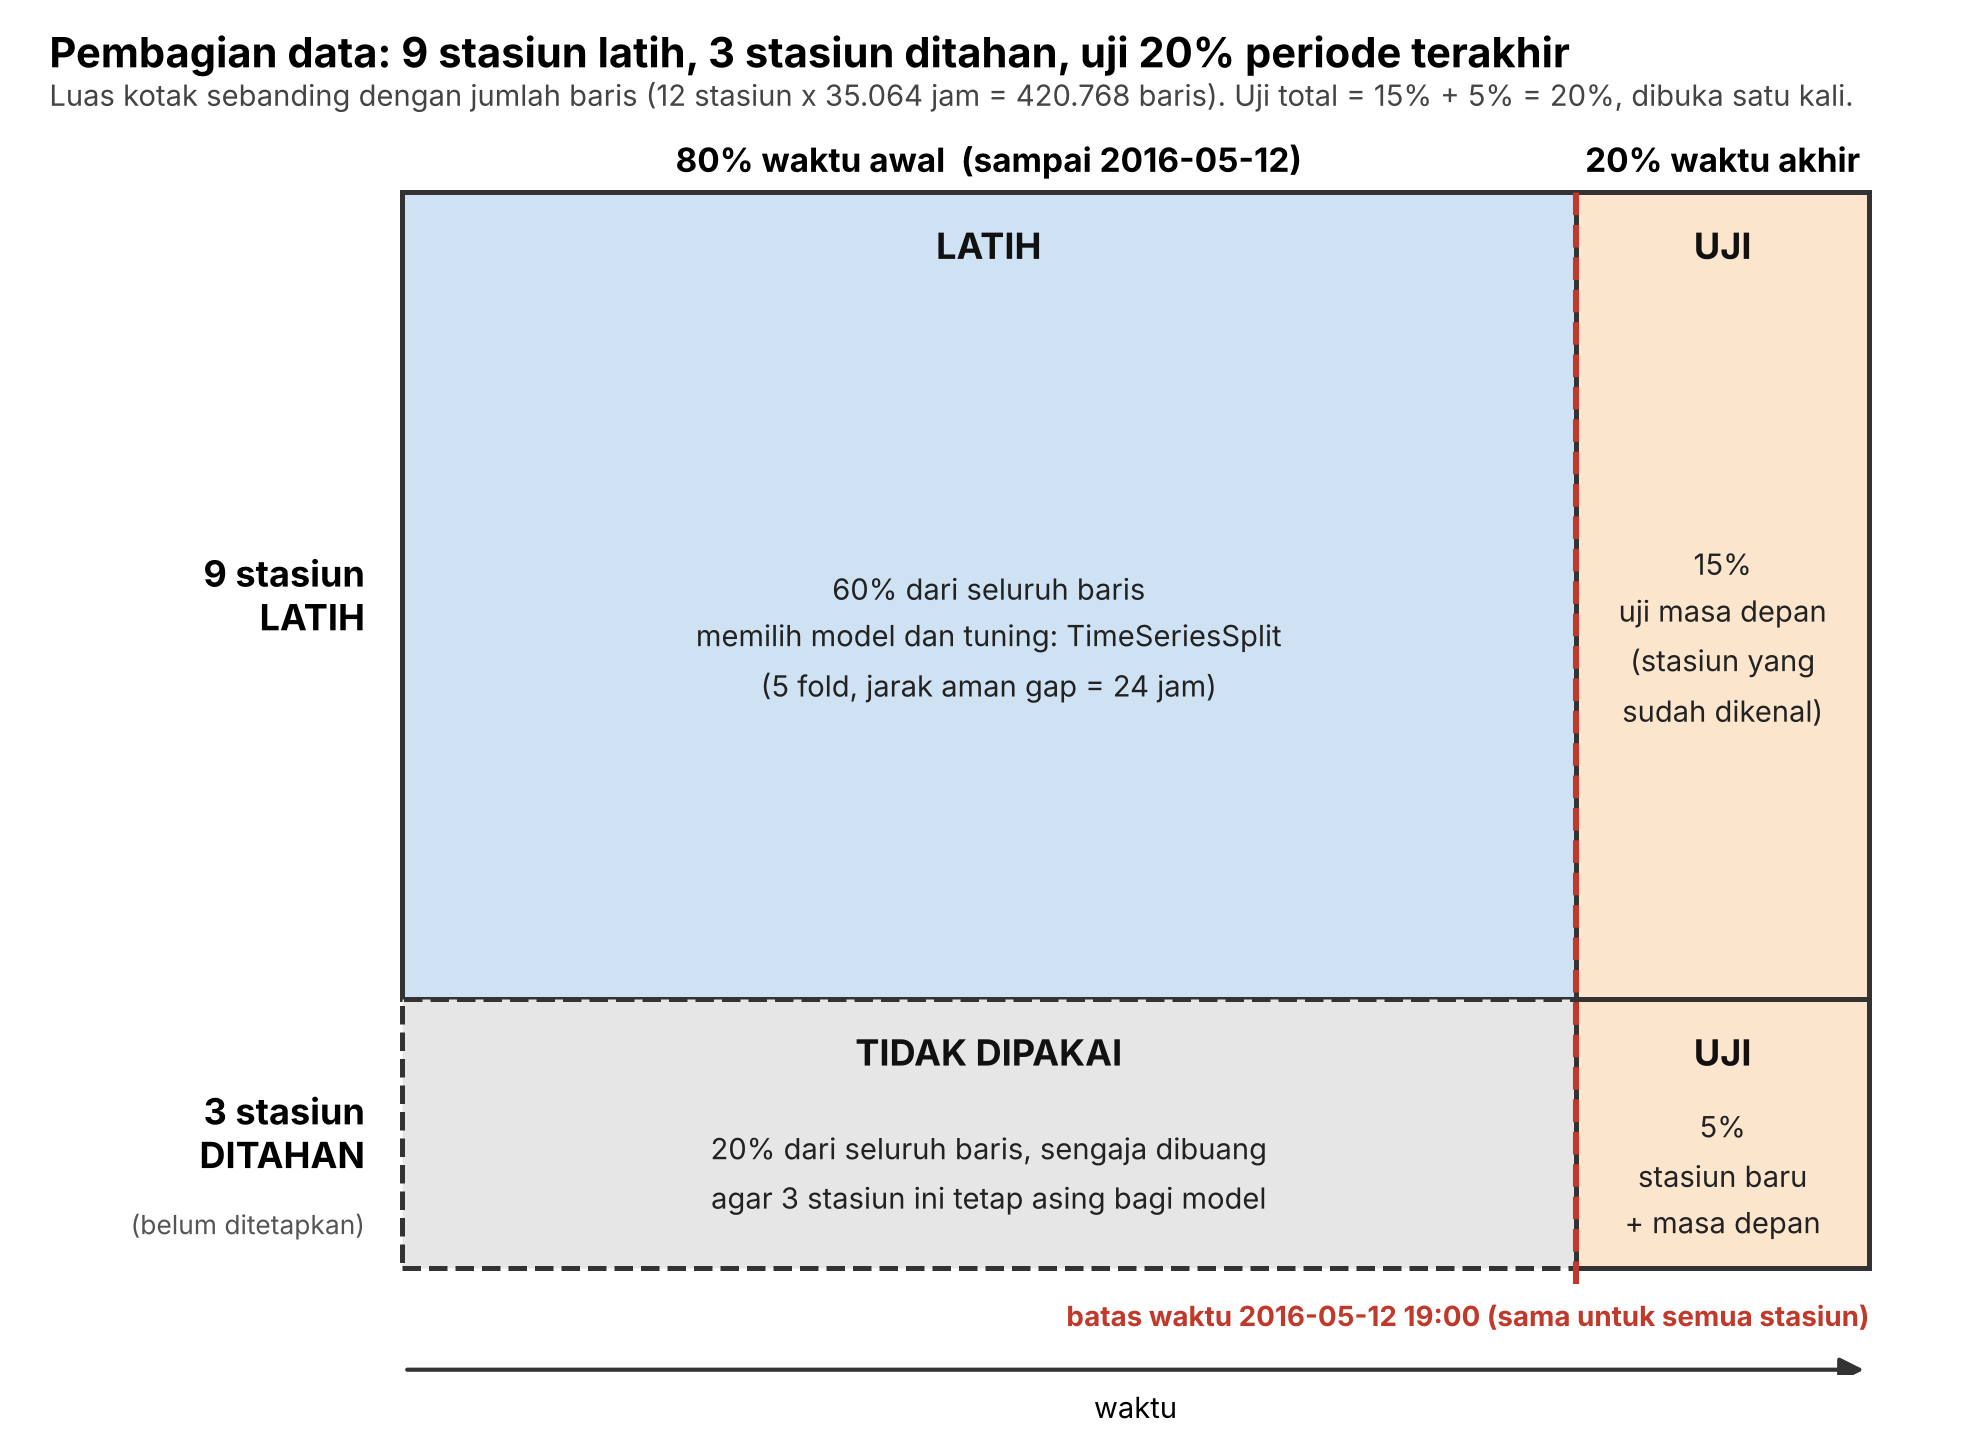 Pembagian data: 9 stasiun latih, 3 stasiun ditahan, uji 20% periode terakhir
Luas kotak sebanding dengan jumlah baris (12 stasiun x 35.064 jam = 420.768 baris). Uji total = 15% + 5% = 20%, dibuka satu kali.
80% waktu awal (sampai 2016-05-12)
20% waktu akhir
LATIH
UJI
9 stasiun
LATIH
60% dari seluruh baris
memilih model dan tuning: TimeSeriesSplit
(5 fold, jarak aman gap = 24 jam)
15%
uji masa depan
(stasiun yang
sudah dikenal)
TIDAK DIPAKAI
UJI
3 stasiun
DITAHAN
(belum ditetapkan)
20% dari seluruh baris, sengaja dibuang
agar 3 stasiun ini tetap asing bagi model
5%
stasiun baru
+ masa depan
batas waktu 2016-05-12 19:00 (sama untuk semua stasiun)
waktu